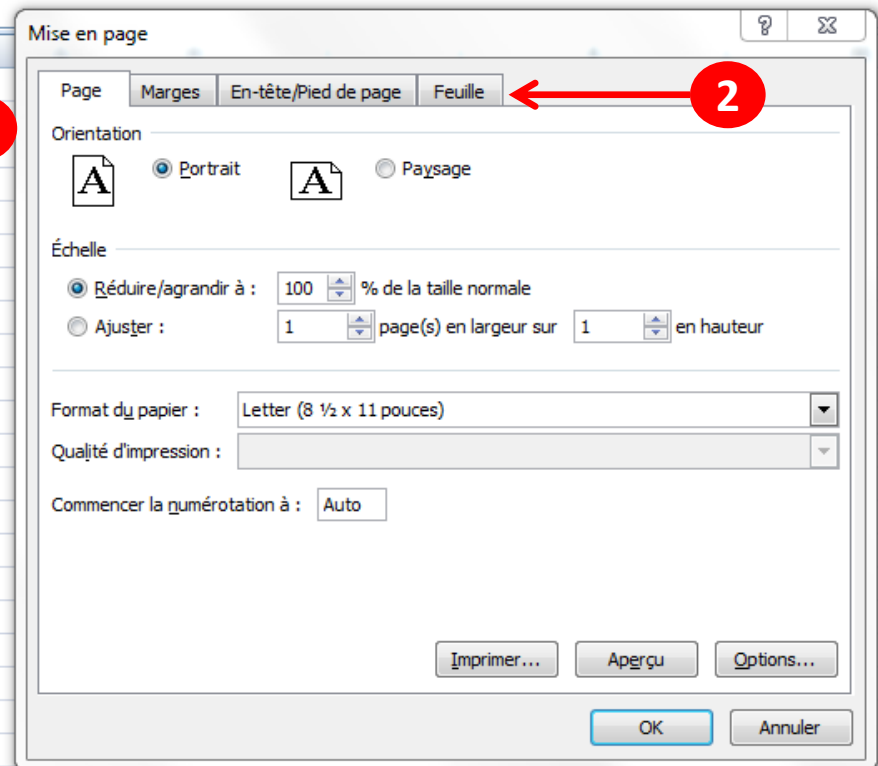 Mise en page
Page Marges En-tête/Pied de page Feuille 2
Orientation
A Portrait A Paysage
Échelle
Réduire/agrandir à : 100 % de la taille normale
Ajuster : 1 page(s) en largeur sur 1 en hauteur
Format du papier : Letter (8 ½ x 11 pouces)
Qualité d'impression :
Commencer la numérotation à : Auto
Imprimer... Aperçu Options...
OK Annuler